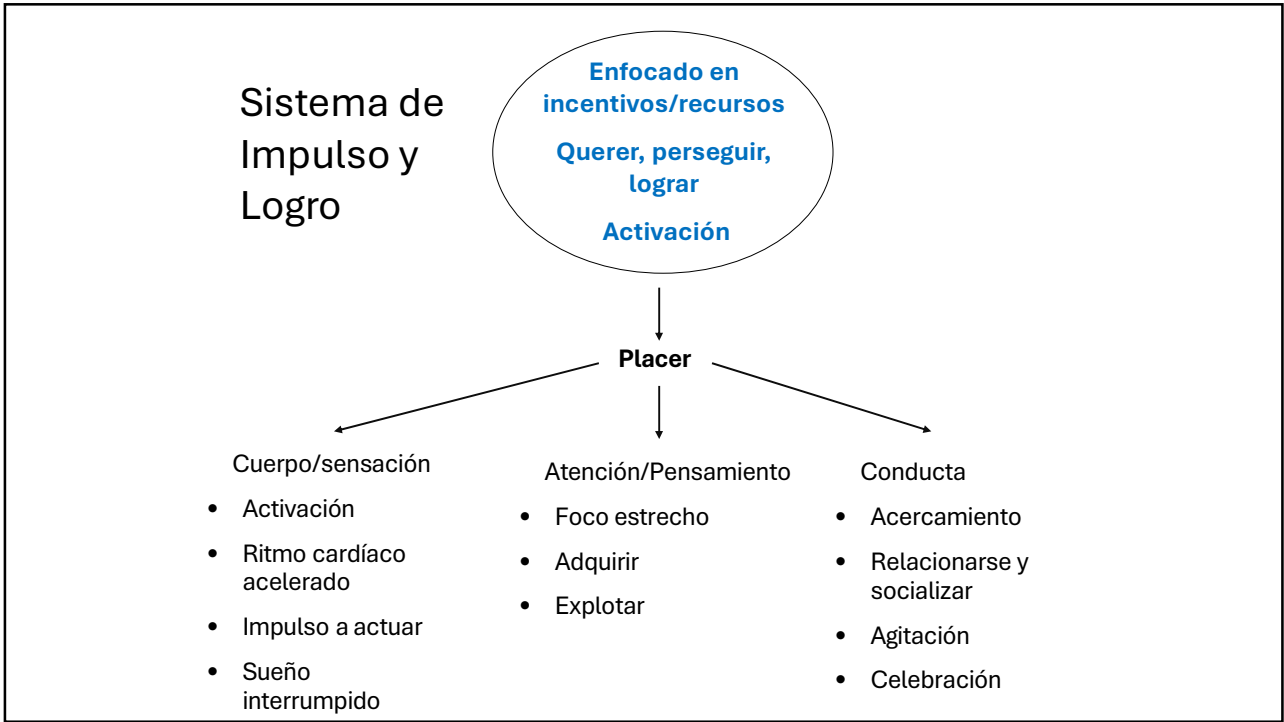 Sistema de
Impulso y
Logro
Enfocado en
incentivos/recursos
Querer, perseguir,
lograr
Activación
Placer
Cuerpo/sensación
• Activación
• Ritmo cardíaco
acelerado
• Impulso a actuar
• Sueño
interrumpido
Atención/Pensamiento
• Foco estrecho
• Adquirir
• Explotar
Conducta
• Acercamiento
• Relacionarse y
socializar
• Agitación
• Celebración